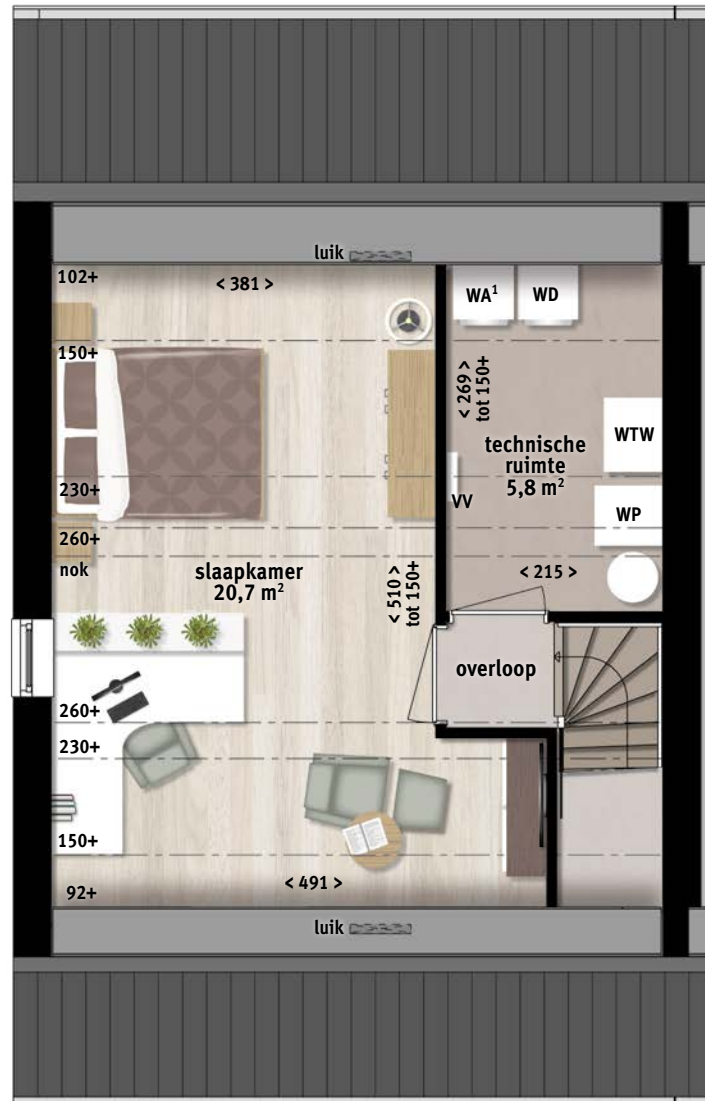 luik
102+
< 381 >
WA¹
WD
150+
< 269 >
tot 150+
technische
ruimte
5,8 m²
WTW
230+
VV
WP
260+
nok
slaapkamer
20,7 m²
< 510 >
tot 150+
< 215 >
overloop
260+
230+
150+
92+
< 491 >
luik